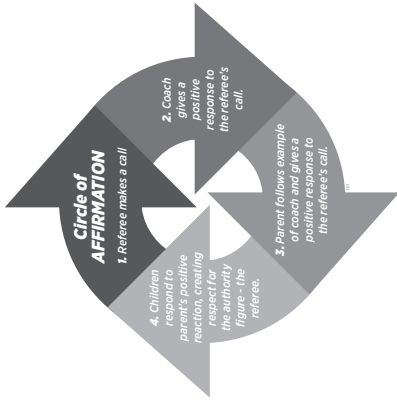 Circle of
AFFIRMATION
1. Referee makes a call
2. Coach
gives a
positive
response to
the referee's
call.
3. Parent follows example
of coach and gives a
positive response to
the referee's call.
4. Children
respond to
parent's positive
reaction, creating
respect for
the authority
figure - the
referee.
TM